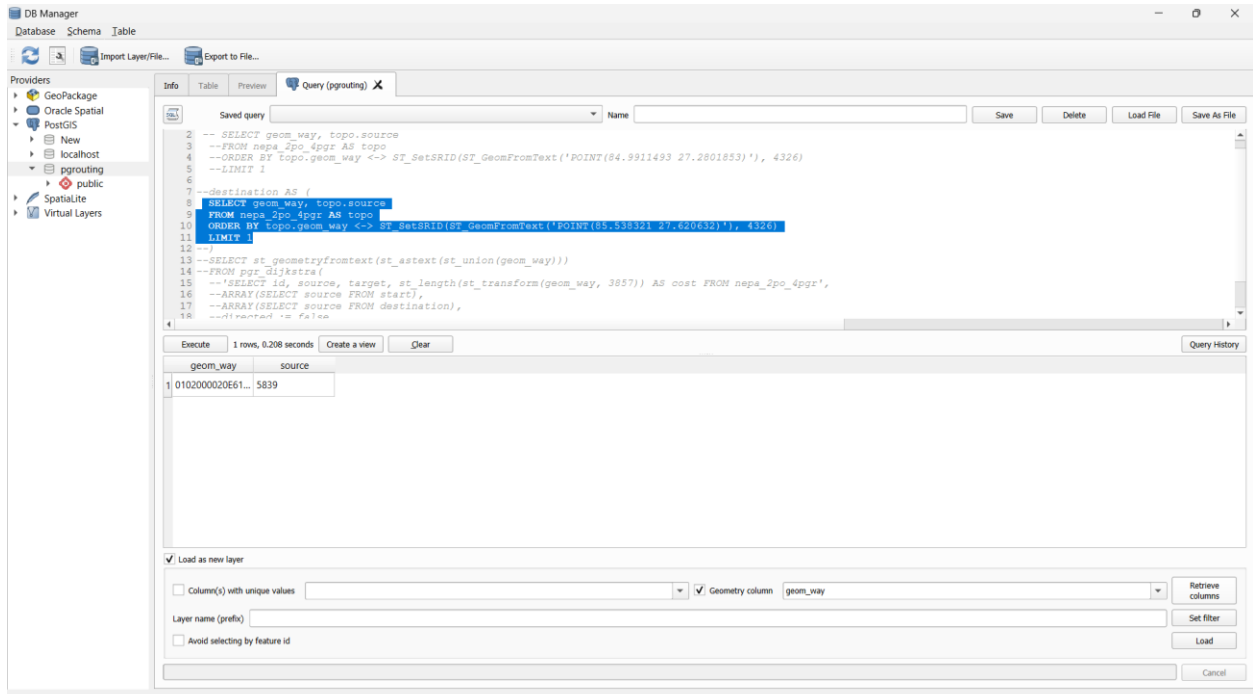 DB Manager
Database Schema Table
Import Layer/File... Export to File...
Providers
GeoPackage
Oracle Spatial
PostGIS
New
localhost
pgrouting
public
SpatiaLite
Virtual Layers
Info Table Preview Query (pgrouting)
Saved query Name Save Delete Load File Save As File
2 -- SELECT geom_way, topo.source
3 --FROM nepa_2po_4pgr AS topo
4 --ORDER BY topo.geom_way <-> ST_SetSRID(ST_GeomFromText('POINT(84.9911493 27.2801853)'), 4326)
5 --LIMIT 1
6
7 --destination AS (
8 SELECT geom_way, topo.source
9 FROM nepa_2po_4pgr AS topo
10 ORDER BY topo.geom_way <-> ST_SetSRID(ST_GeomFromText('POINT(85.538321 27.620632)'), 4326)
11 LIMIT 1
12 --)
13 --SELECT st_geometryfromtext(st_astext(st_union(geom_way)))
14 --FROM pgr_dijkstra(
15 --'SELECT id, source, target, st_length(st_transform(geom_way, 3857)) AS cost FROM nepa_2po_4pgr',
16 --ARRAY(SELECT source FROM start),
17 --ARRAY(SELECT source FROM destination),
18 --directed := false
Execute 1 rows, 0.208 seconds Create a view Clear Query History
geom_way source
1 0102000020E61... 5839
Load as new layer
Column(s) with unique values Geometry column geom_way Retrieve columns
Layer name (prefix) Set filter
Avoid selecting by feature id Load
Cancel